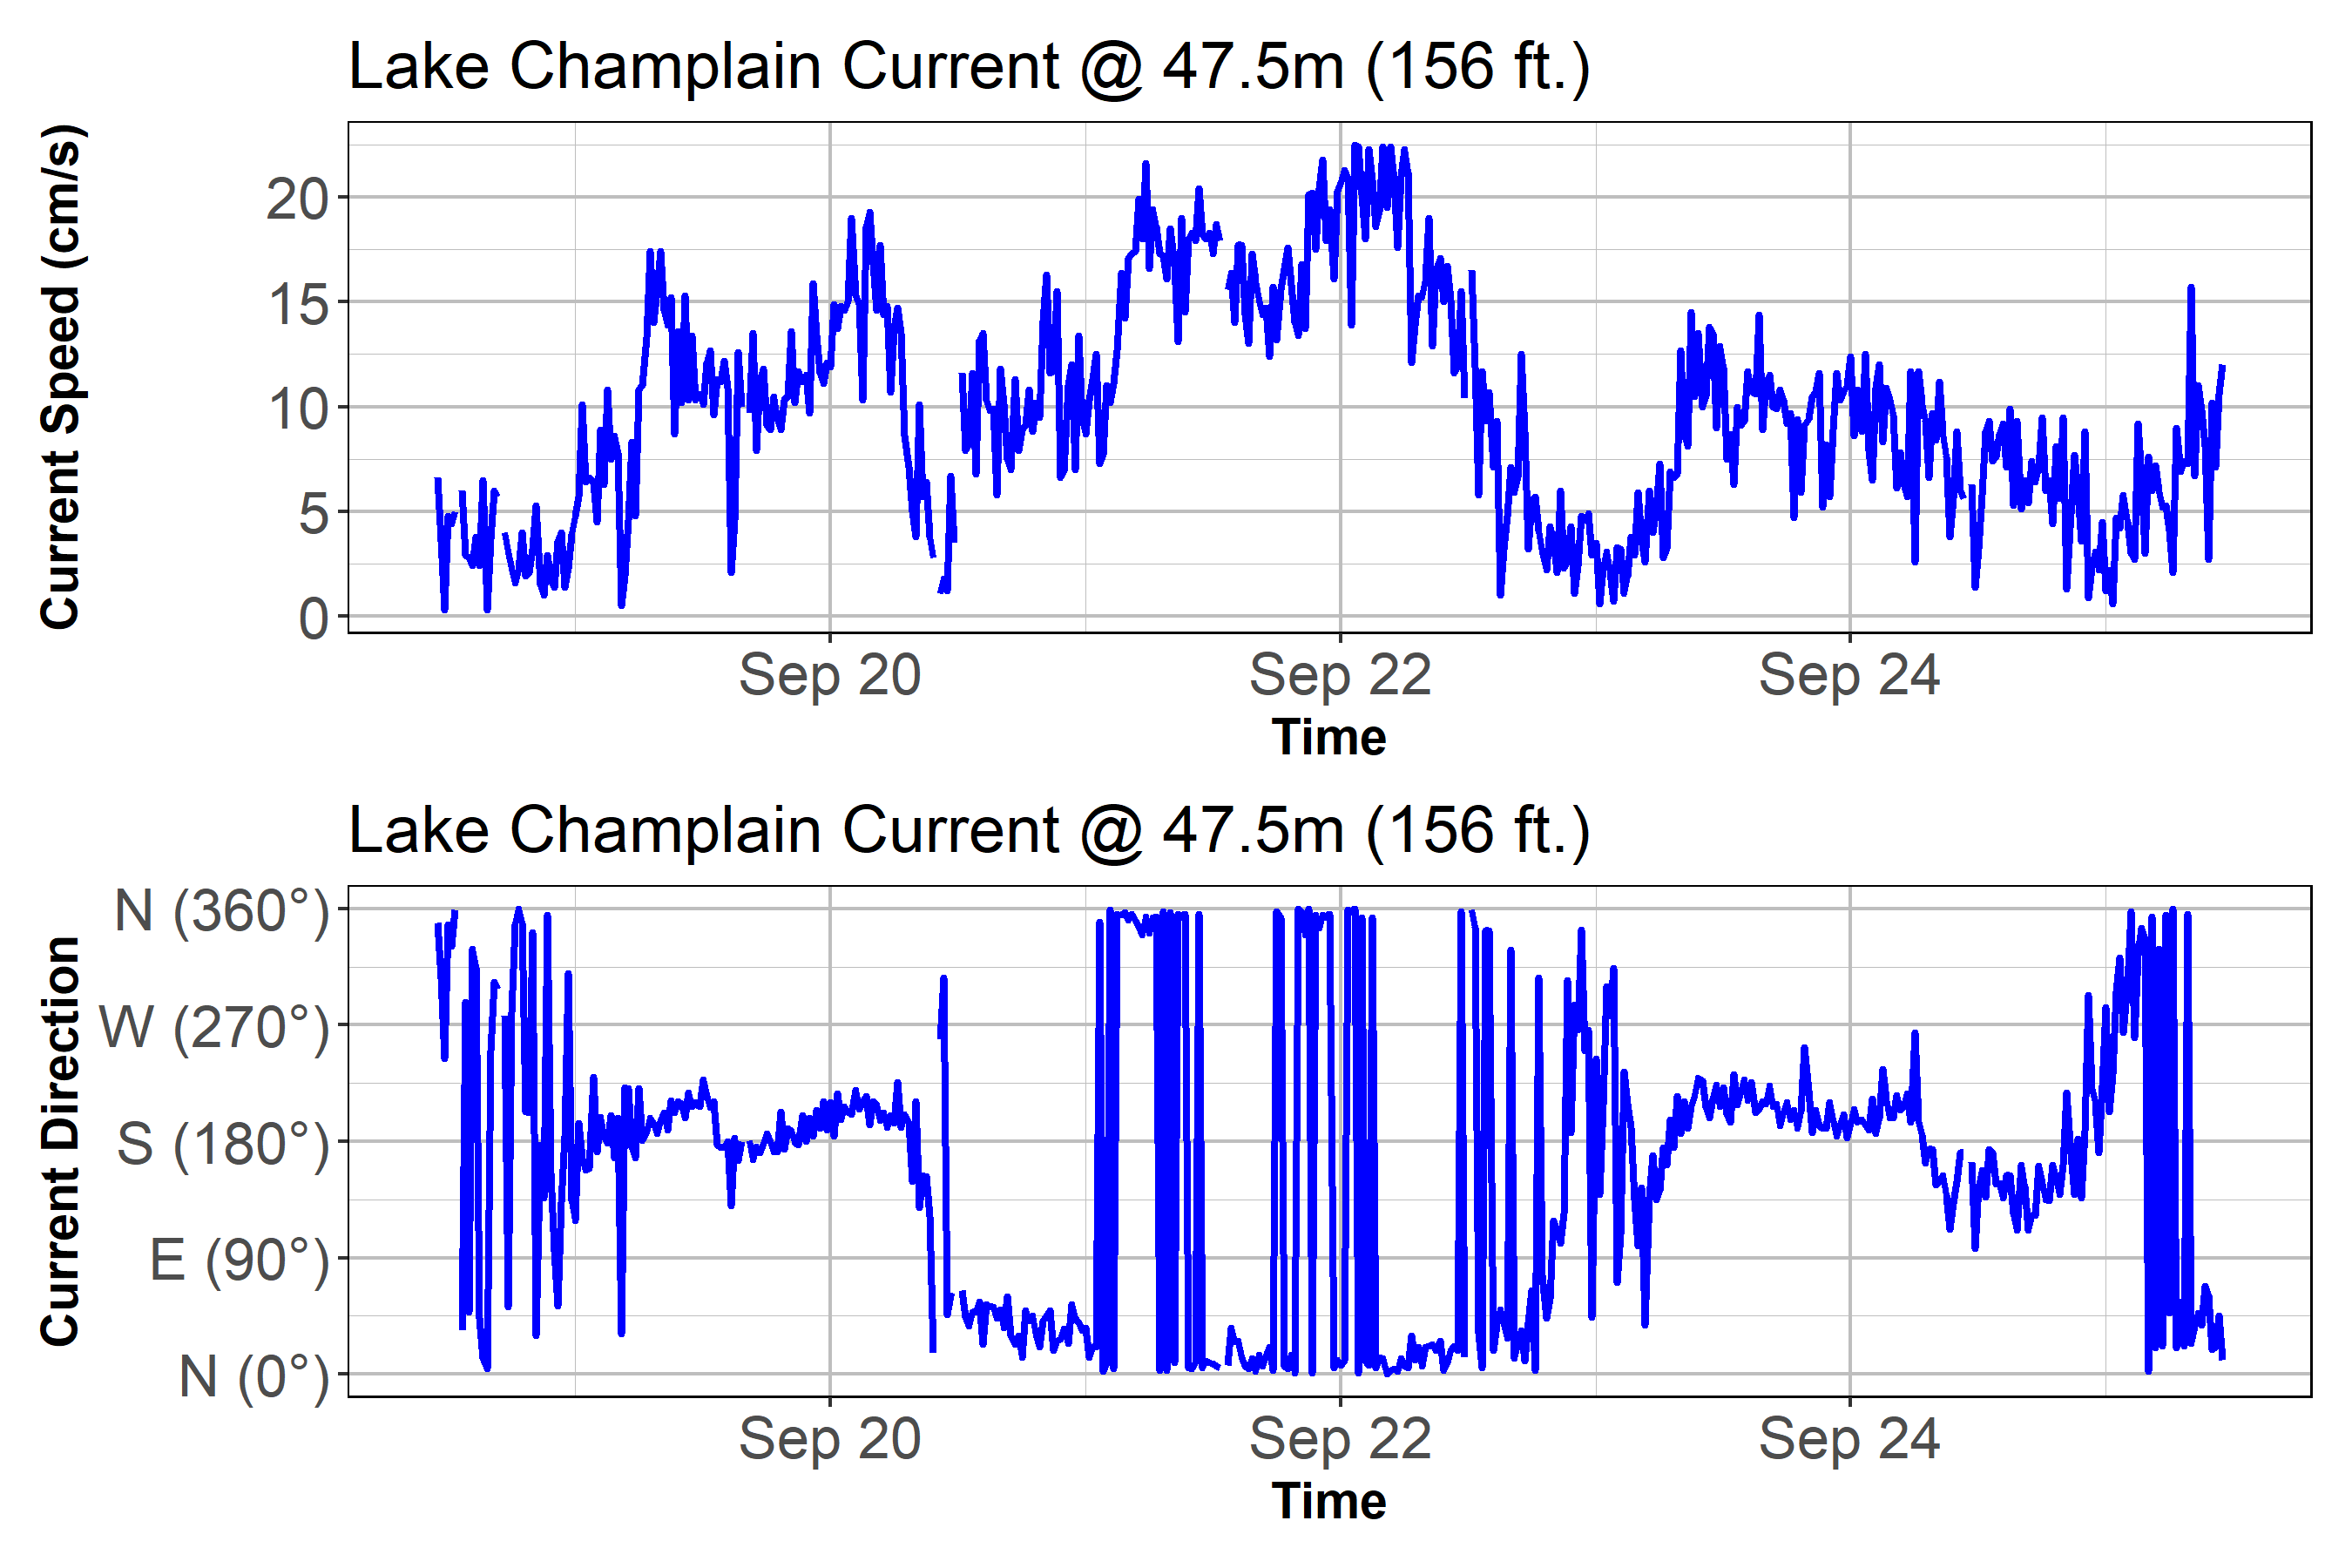 Lake Champlain Current @ 47.5m (156 ft.)
Current Speed (cm/s)
20
15
10
5
0
Sep 20 Sep 22 Sep 24
Time
Lake Champlain Current @ 47.5m (156 ft.)
Current Direction
N (360°)
W (270°)
S (180°)
E (90°)
N (0°)
Sep 20 Sep 22 Sep 24
Time